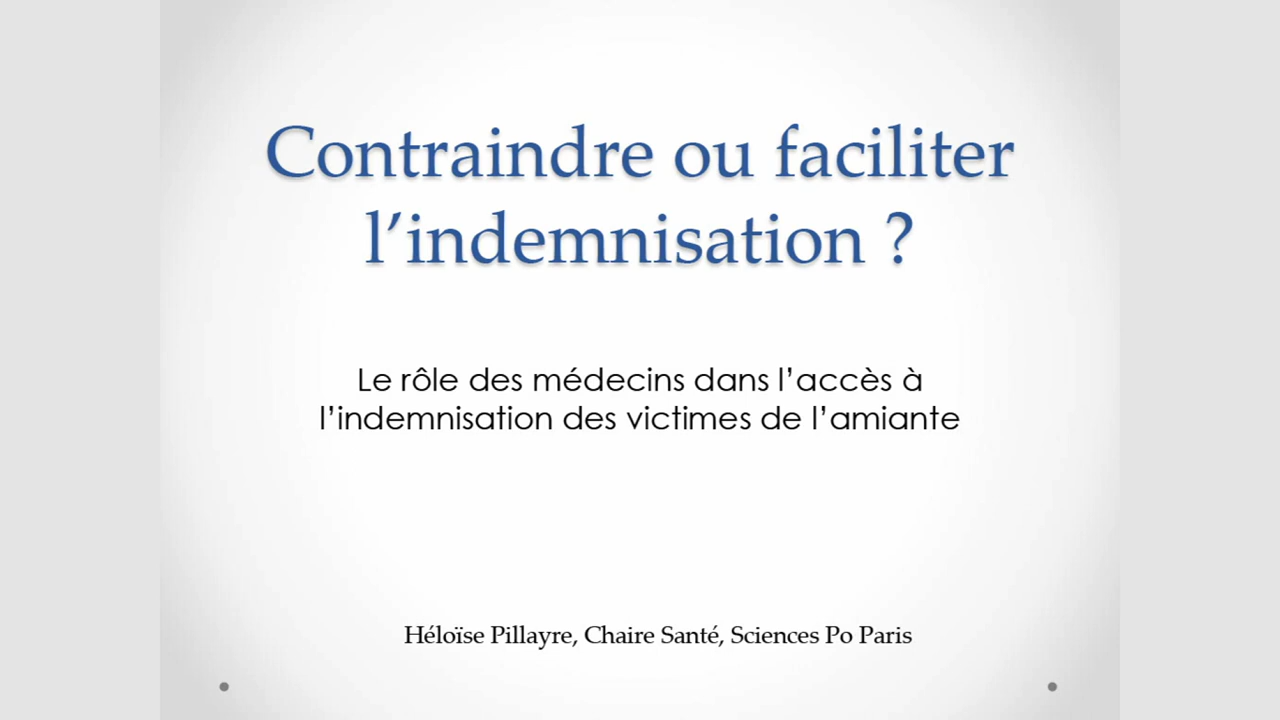 Contraindre ou faciliter
l’indemnisation ?
Le rôle des médecins dans l’accès à
l’indemnisation des victimes de l’amiante
Héloïse Pillayre, Chaire Santé, Sciences Po Paris